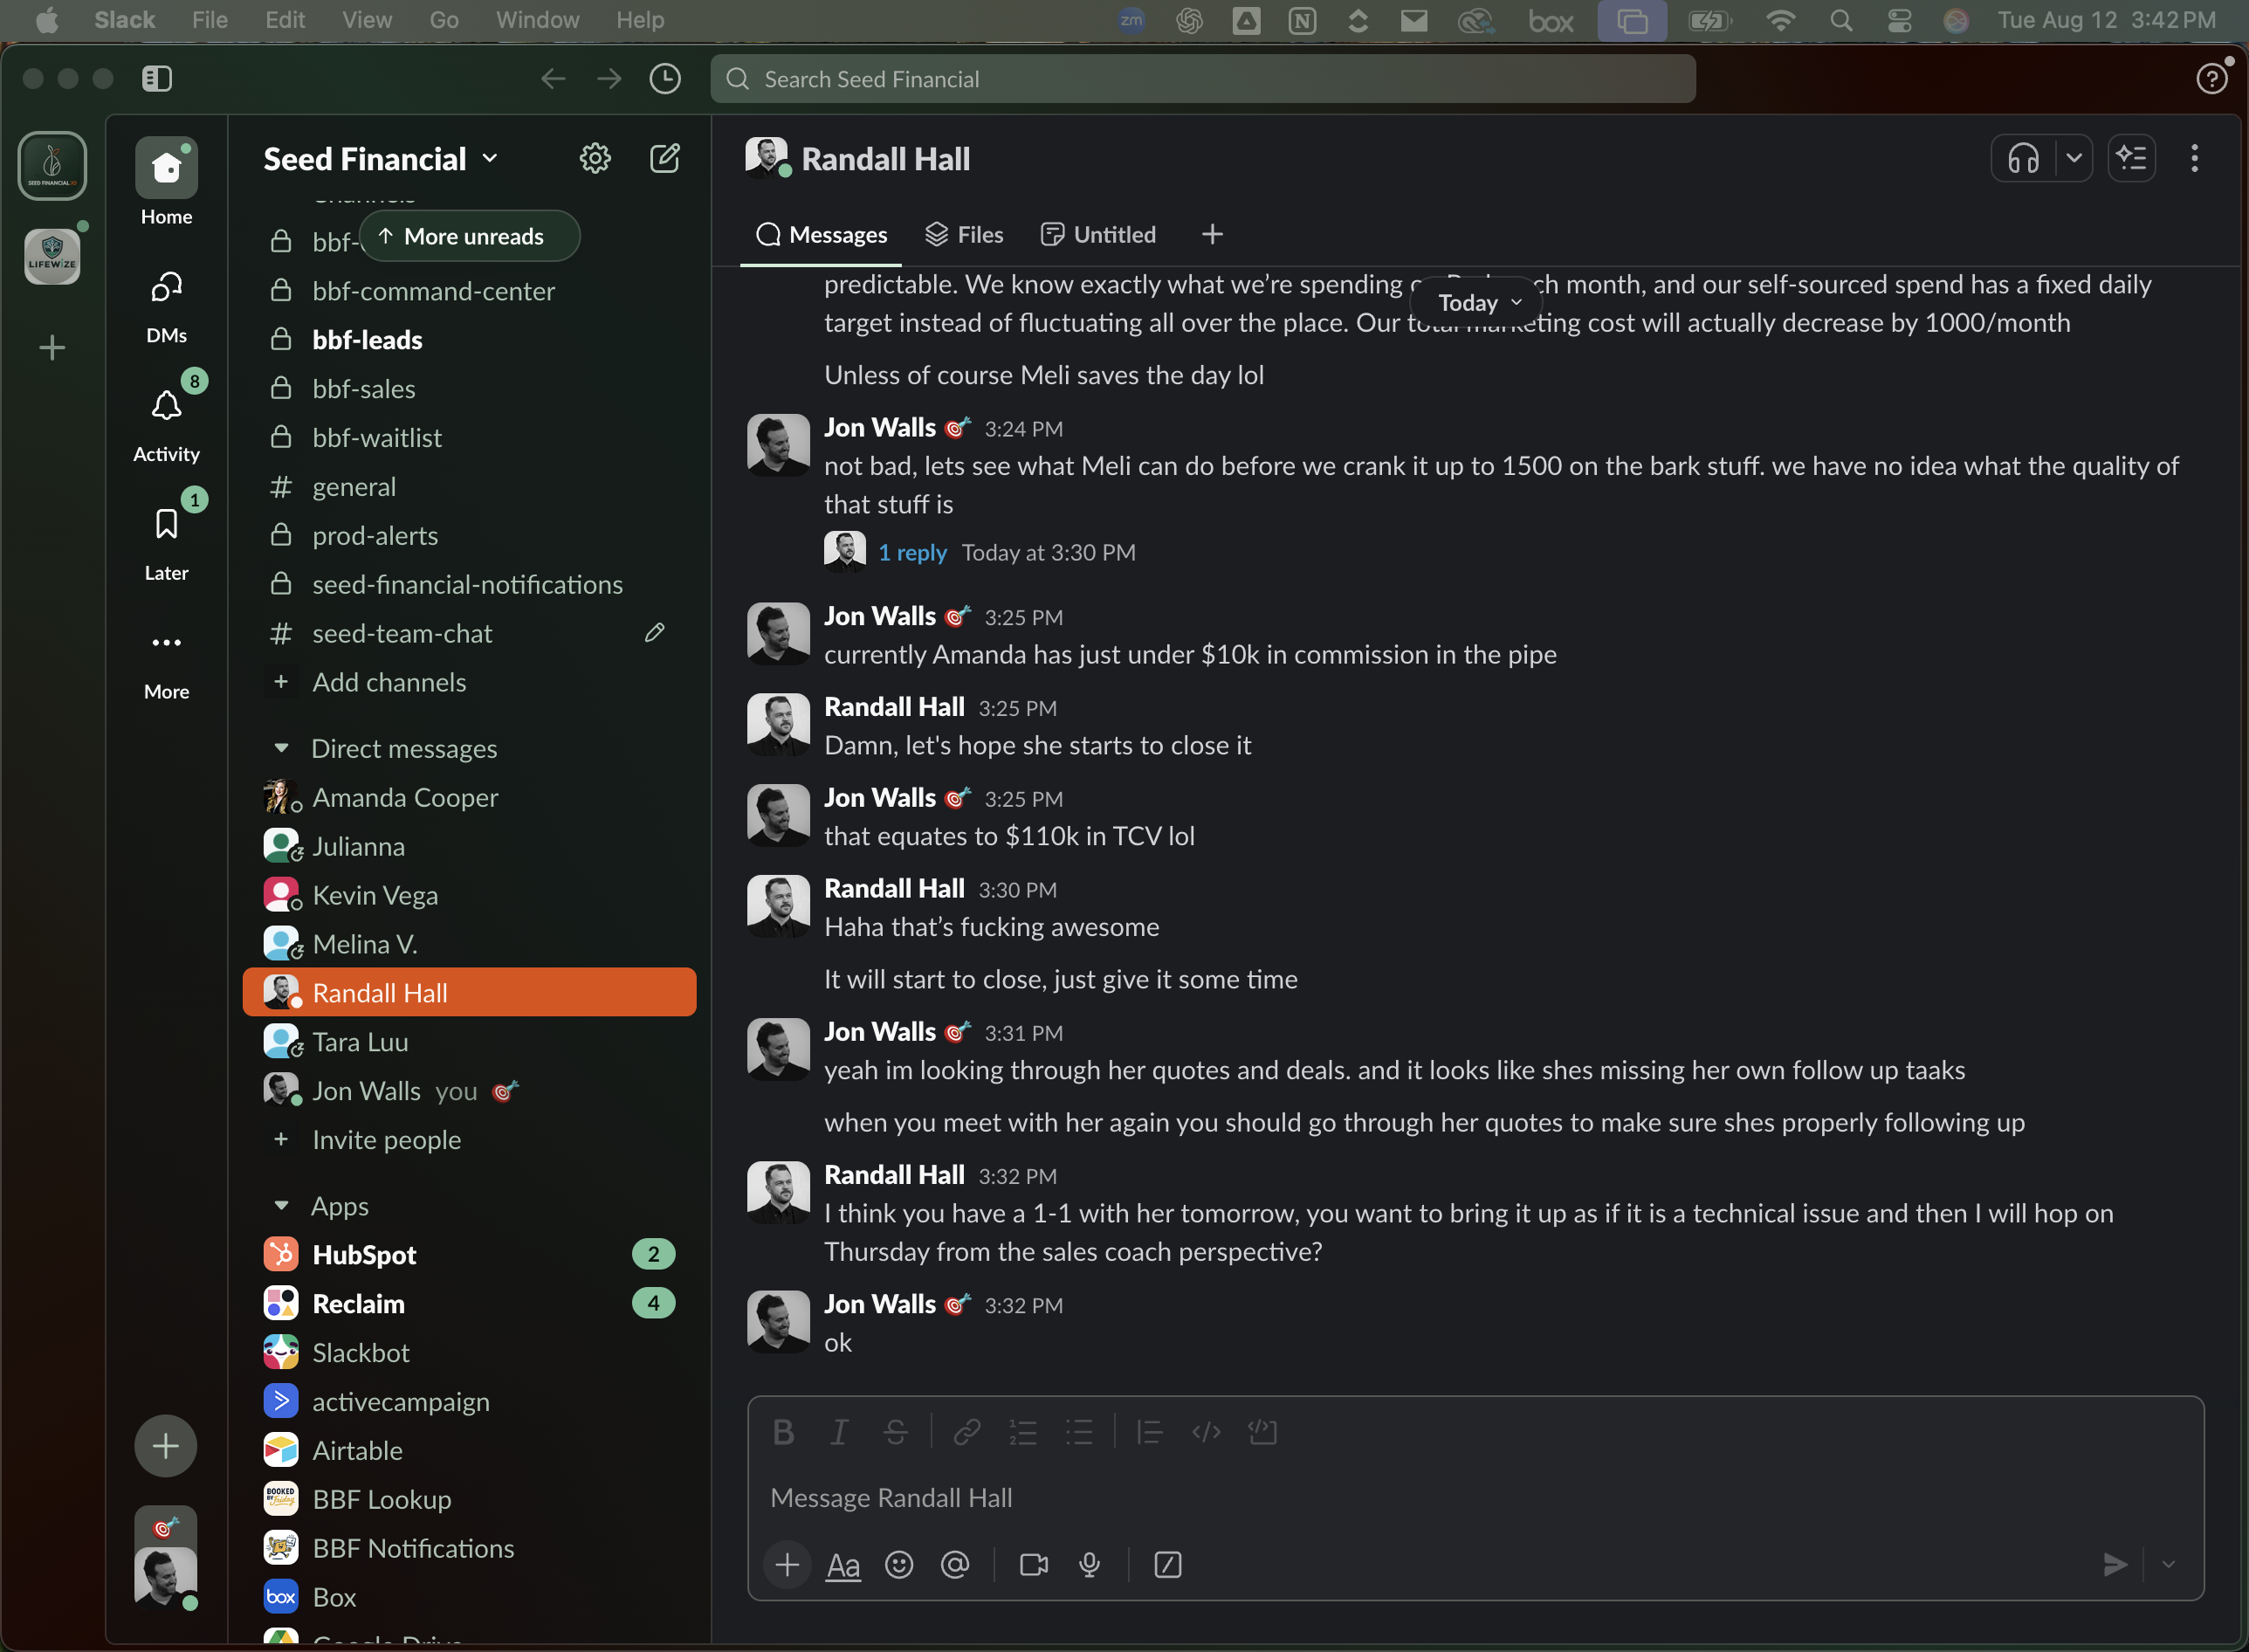 Slack File Edit View Go Window Help zm box Tue Aug 12 3:42 PM
Search Seed Financial
SEED FINANCIAL
LIFEWIZE
Home
DMs
8
Activity
1
Later
More
Seed Financial
Channels
bbf-
↑ More unreads
bbf-command-center
bbf-leads
bbf-sales
bbf-waitlist
# general
prod-alerts
seed-financial-notifications
# seed-team-chat
+ Add channels
Direct messages
Amanda Cooper
Julianna
Kevin Vega
Melina V.
Randall Hall
Tara Luu
Jon Walls you
+ Invite people
Apps
HubSpot 2
Reclaim 4
Slackbot
activecampaign
Airtable
BOOKED BY Friday
BBF Lookup
BBF Notifications
box Box
Google Drive
Randall Hall
Messages Files Untitled +
predictable. We know exactly what we’re spending ch month, and our self-sourced spend has a fixed daily
Today
target instead of fluctuating all over the place. Our total marketing cost will actually decrease by 1000/month
Unless of course Meli saves the day lol
Jon Walls 3:24 PM
not bad, lets see what Meli can do before we crank it up to 1500 on the bark stuff. we have no idea what the quality of
that stuff is
1 reply Today at 3:30 PM
Jon Walls 3:25 PM
currently Amanda has just under $10k in commission in the pipe
Randall Hall 3:25 PM
Damn, let's hope she starts to close it
Jon Walls 3:25 PM
that equates to $110k in TCV lol
Randall Hall 3:30 PM
Haha that’s fucking awesome
It will start to close, just give it some time
Jon Walls 3:31 PM
yeah im looking through her quotes and deals. and it looks like shes missing her own follow up taaks
when you meet with her again you should go through her quotes to make sure shes properly following up
Randall Hall 3:32 PM
I think you have a 1-1 with her tomorrow, you want to bring it up as if it is a technical issue and then I will hop on
Thursday from the sales coach perspective?
Jon Walls 3:32 PM
ok
B I S
Message Randall Hall
+ Aa @